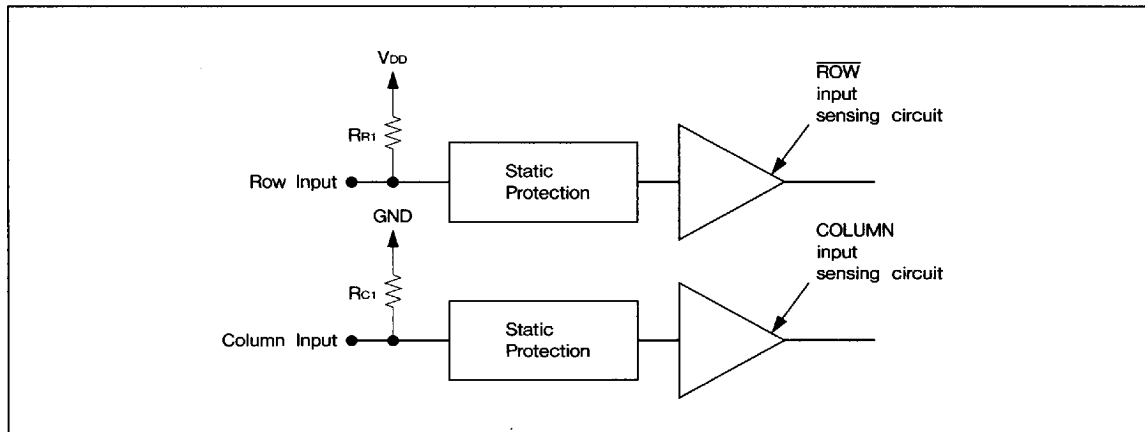 VDD
ROW
input
sensing circuit
RR1
Row Input
Static
Protection
GND
COLUMN
input
sensing circuit
RC1
Column Input
Static
Protection